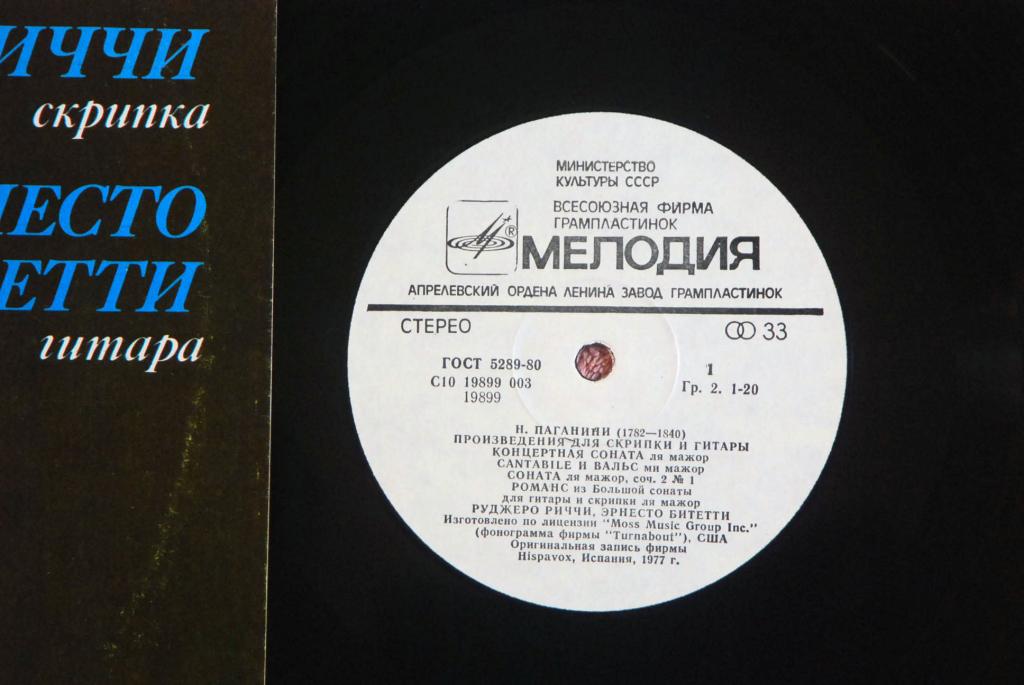 ИЧЧИ
скрипка
ЕСТО
ЕТТИ
гитара
МИНИСТЕРСТВО
КУЛЬТУРЫ СССР
ВСЕСОЮЗНАЯ ФИРМА
ГРАМПЛАСТИНОК
®
МЕЛОДИЯ
АПРЕЛЕВСКИЙ ОРДЕНА ЛЕНИНА ЗАВОД ГРАМПЛАСТИНОК
СТЕРЕО
33
ГОСТ 5289-80
С10 19899 003
19899
1
Гр. 2. 1-20
Н. ПАГАНИНИ (1782—1840)
ПРОИЗВЕДЕНИЯ ДЛЯ СКРИПКИ И ГИТАРЫ
КОНЦЕРТНАЯ СОНАТА ля мажор
CANTABILE И ВАЛЬС ми мажор
СОНАТА ля мажор, соч. 2 № 1
РОМАНС из Большой сонаты
для гитары и скрипки ля мажор
РУДЖЕРО РИЧЧИ, ЭРНЕСТО БИТЕТТИ
Изготовлено по лицензии "Moss Music Group Inc."
(фонограмма фирмы "Turnabout"), США
Оригинальная запись фирмы
Hispavox, Испания, 1977 г.